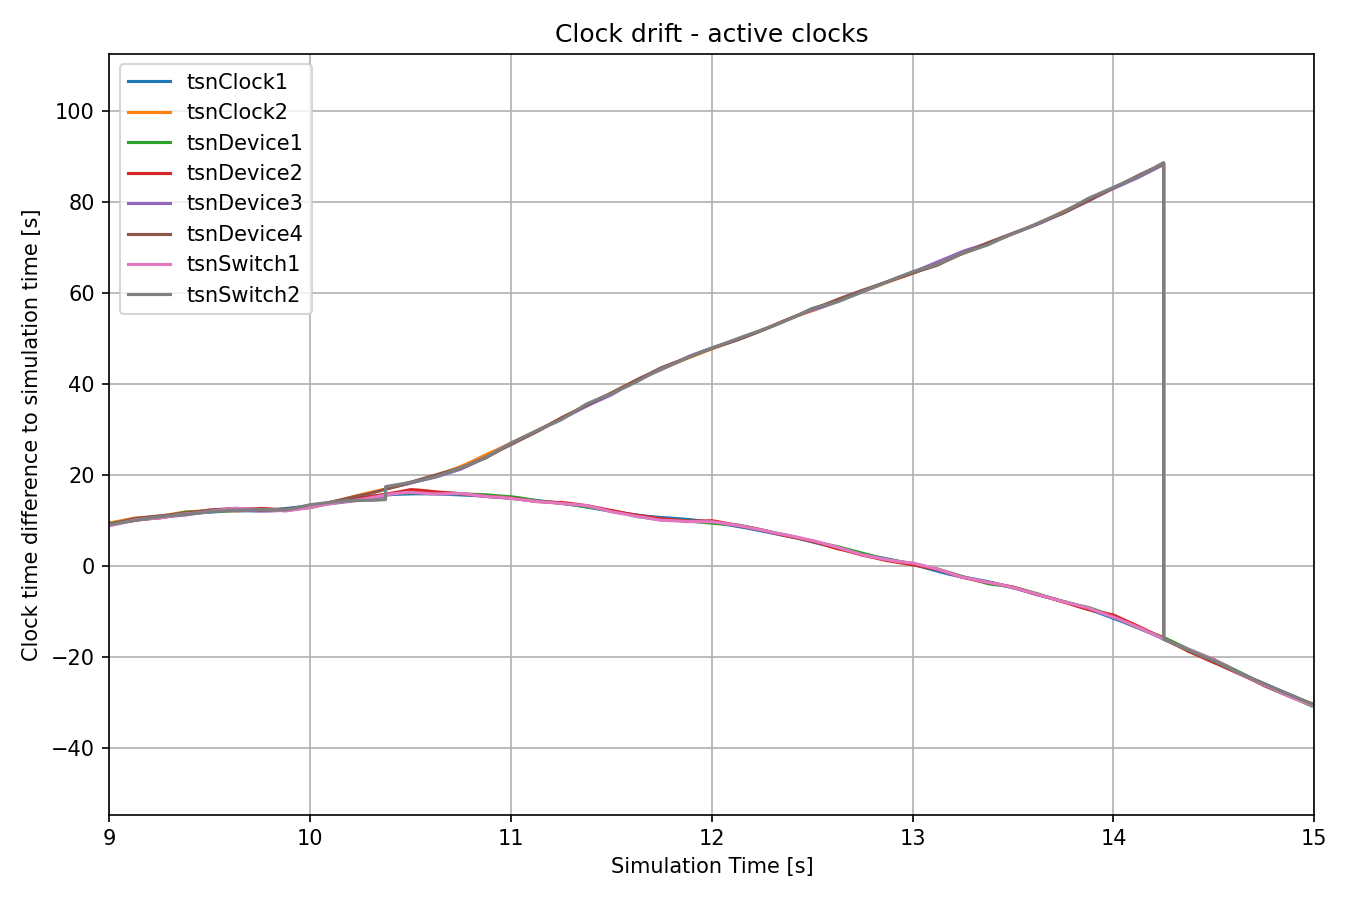 Clock drift - active clocks
tsnClock1
tsnClock2
tsnDevice1
tsnDevice2
tsnDevice3
tsnDevice4
tsnSwitch1
tsnSwitch2
Clock time difference to simulation time [s]
100
80
60
40
20
0
−20
−40
9 10 11 12 13 14 15
Simulation Time [s]